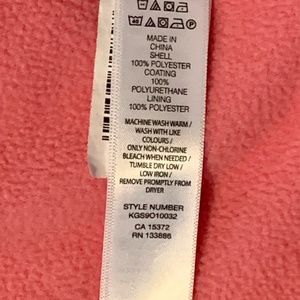 MADE IN
CHINA
SHELL
100% POLYESTER
COATING
100%
POLYURETHANE
LINING
100% POLYESTER
MACHINE WASH WARM /
WASH WITH LIKE
COLOURS /
ONLY NON-CHLORINE
BLEACH WHEN NEEDED /
TUMBLE DRY LOW /
LOW IRON /
REMOVE PROMPTLY FROM
DRYER
STYLE NUMBER
KGS9O10032
CA 15372
RN 133886